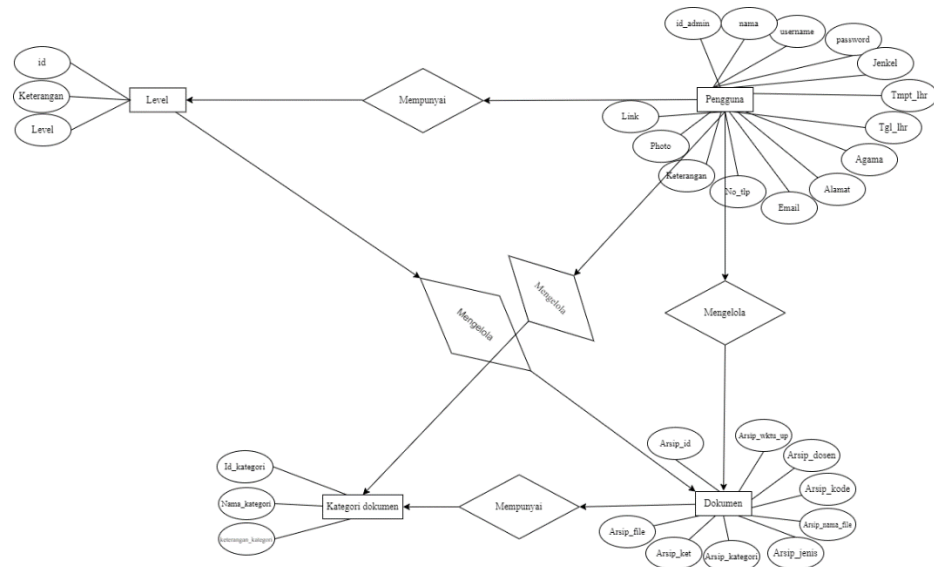 id_admin
nama
username
password
Jenkel
Tmpt_lhr
Tgl_lhr
Agama
Alamat
Email
No_tlp
Keterangan
Photo
Link
Pengguna
Mempunyai
id
Keterangan
Level
Level
Mengelola
Mengelola
Mengelola
Id_kategori
Nama_kategori
keterangan_kategori
Kategori dokumen
Mempunyai
Dokumen
Arsip_id
Arsip_wktu_up
Arsip_dosen
Arsip_kode
Arsip_nama_file
Arsip_jenis
Arsip_kategori
Arsip_ket
Arsip_file